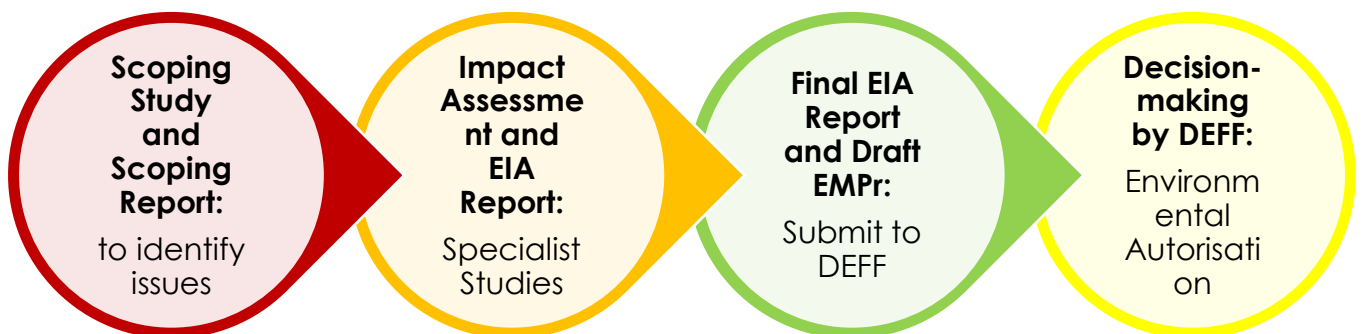 Scoping
Study
and
Scoping
Report:
to identify
issues
Impact
Assessme
nt and
EIA
Report:
Specialist
Studies
Final EIA
Report
and Draft
EMPr:
Submit to
DEFF
Decision-
making
by DEFF:
Environm
ental
Autorisati
on